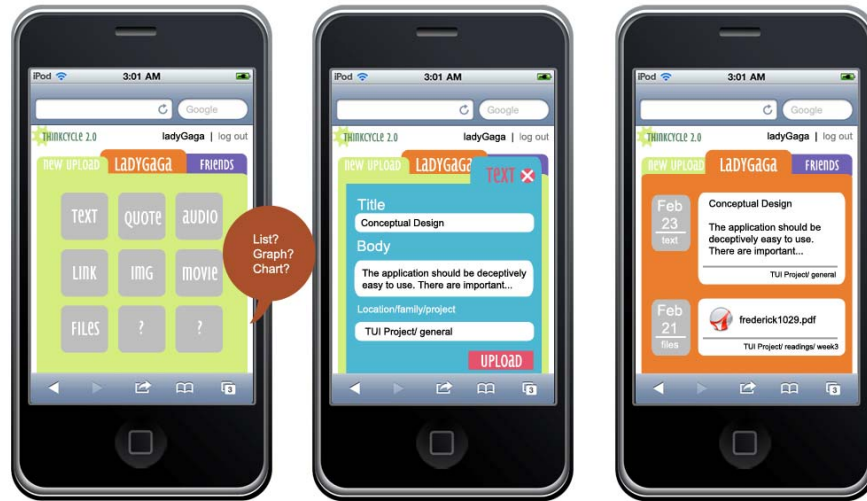 iPod 3:01 AM
Google
THINKCYCLE 2.0 ladyGaga | log out
NEW UPLOAD LADYGAGA FRIENDS
TEXT QUOTE AUDIO
LINK IMG MOVIE
FILES ? ?
3
List?
Graph?
Chart?
iPod 3:01 AM
Google
THINKCYCLE 2.0 ladyGaga | log out
NEW UPLOAD LADYGAGA
TEXT
Title
Conceptual Design
Body
The application should be deceptively
easy to use. There are important...
Location/family/project
TUI Project/ general
UPLOAD
3
iPod 3:01 AM
Google
THINKCYCLE 2.0 ladyGaga | log out
NEW UPLOAD LADYGAGA FRIENDS
Feb
23
text
Conceptual Design
The application should be
deceptively easy to use.
There are important...
TUI Project/ general
Feb
21
files
frederick1029.pdf
TUI Project/ readings/ week3
3